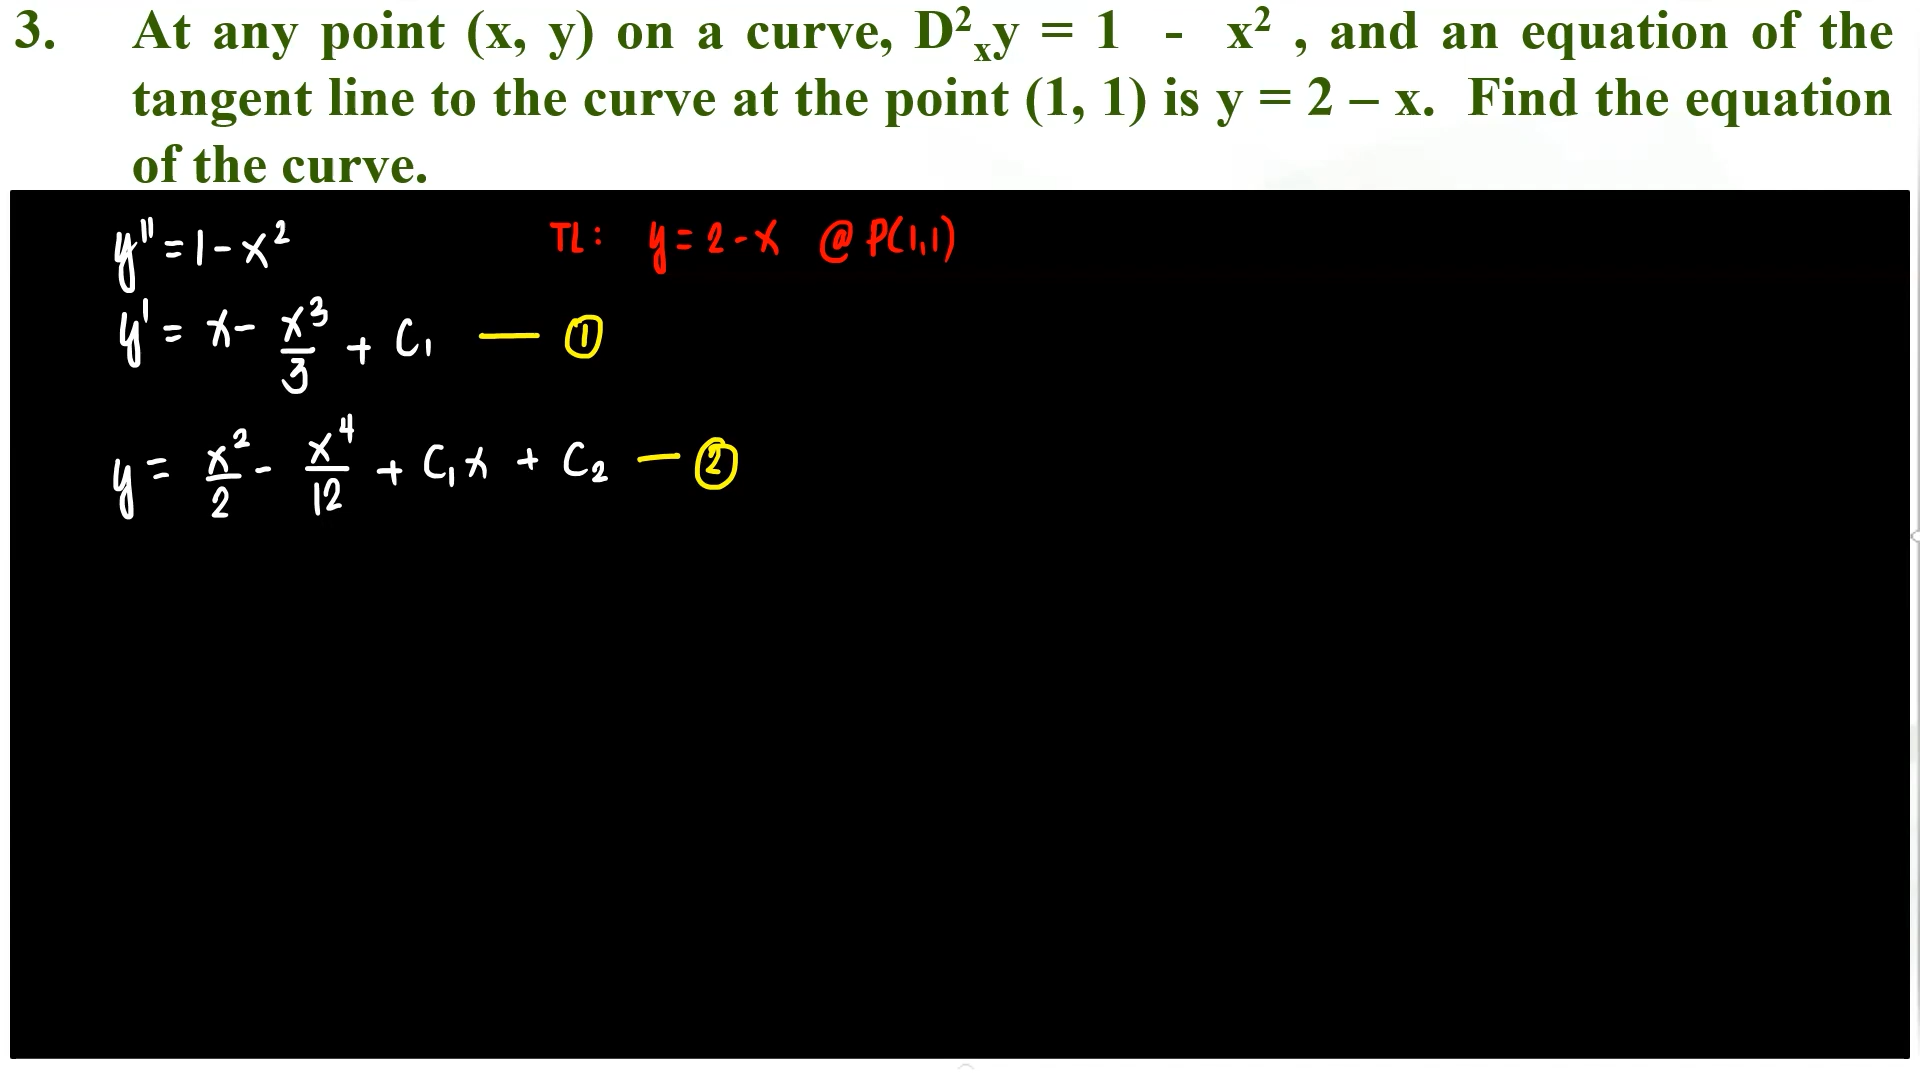 3. At any point (x, y) on a curve, D²ₓy = 1 - x² , and an equation of the
tangent line to the curve at the point (1, 1) is y = 2 – x. Find the equation
of the curve.
y'' = 1 - x² TL: y = 2 - x @ P(1,1)
y' = x - x³/3 + C₁ — ①
y = x²/2 - x⁴/12 + C₁x + C₂ — ②